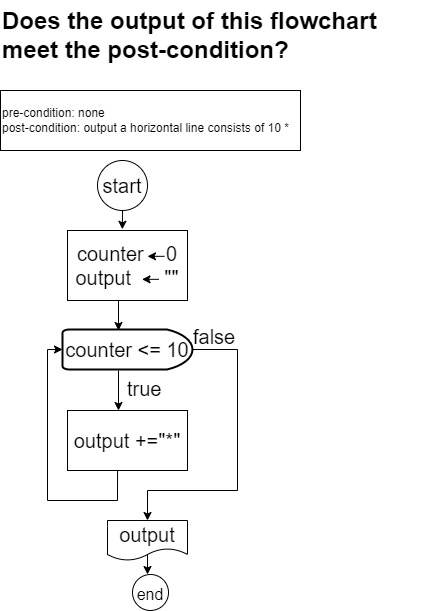 Does the output of this flowchart
meet the post-condition?
pre-condition: none
post-condition: output a horizontal line consists of 10 *
start
counter ←0
output ← ""
counter <= 10
false
true
output +="*"
output
end